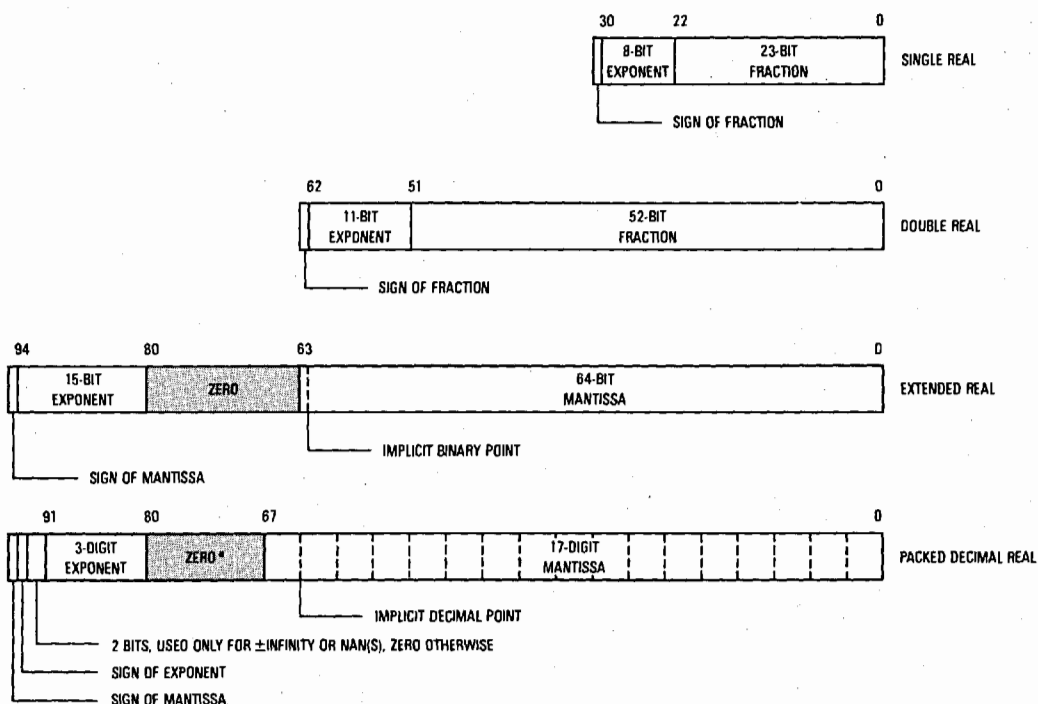 30 22 0
8-BIT EXPONENT
23-BIT FRACTION
SINGLE REAL
SIGN OF FRACTION
62 51 0
11-BIT EXPONENT
52-BIT FRACTION
DOUBLE REAL
SIGN OF FRACTION
94 80 63 0
15-BIT EXPONENT
ZERO
64-BIT MANTISSA
EXTENDED REAL
IMPLICIT BINARY POINT
SIGN OF MANTISSA
91 80 67 0
3-DIGIT EXPONENT
ZERO*
17-DIGIT MANTISSA
PACKED DECIMAL REAL
IMPLICIT DECIMAL POINT
2 BITS, USED ONLY FOR ±INFINITY OR NAN(S), ZERO OTHERWISE
SIGN OF EXPONENT
SIGN OF MANTISSA